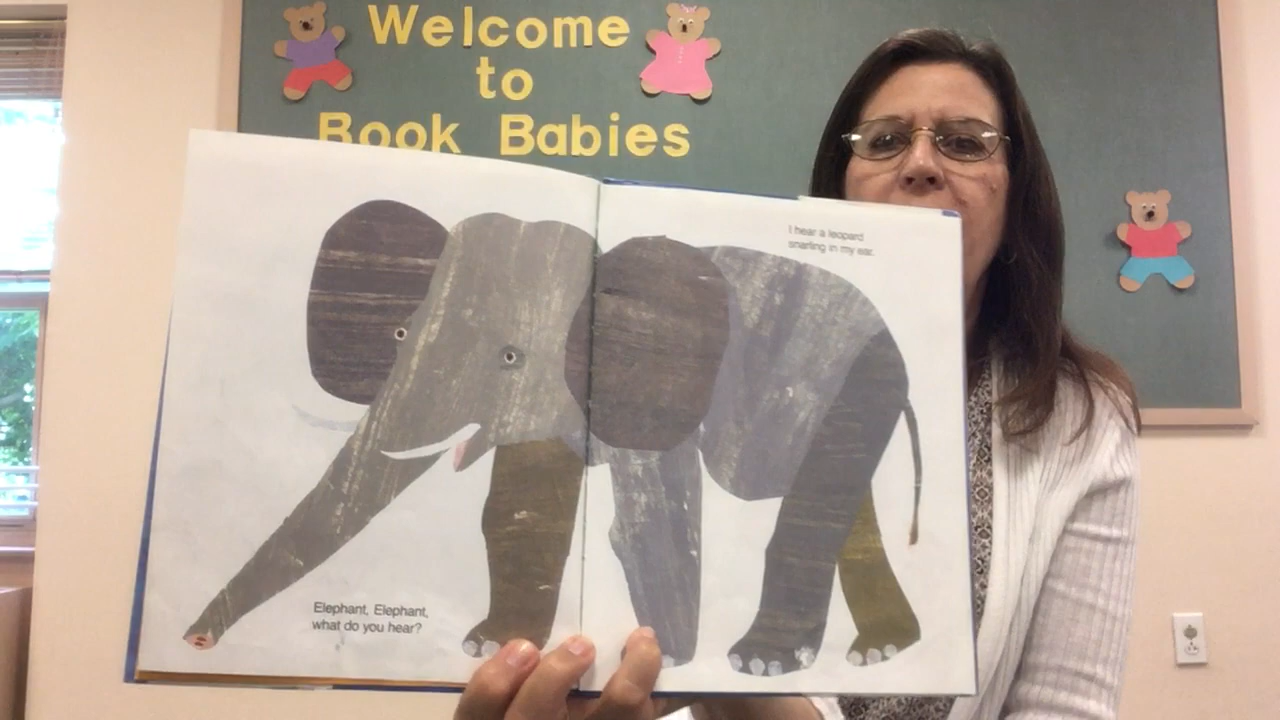 Welcome
to
Book Babies
Elephant, Elephant,
what do you hear?
I hear a leopard
snarling in my ear.